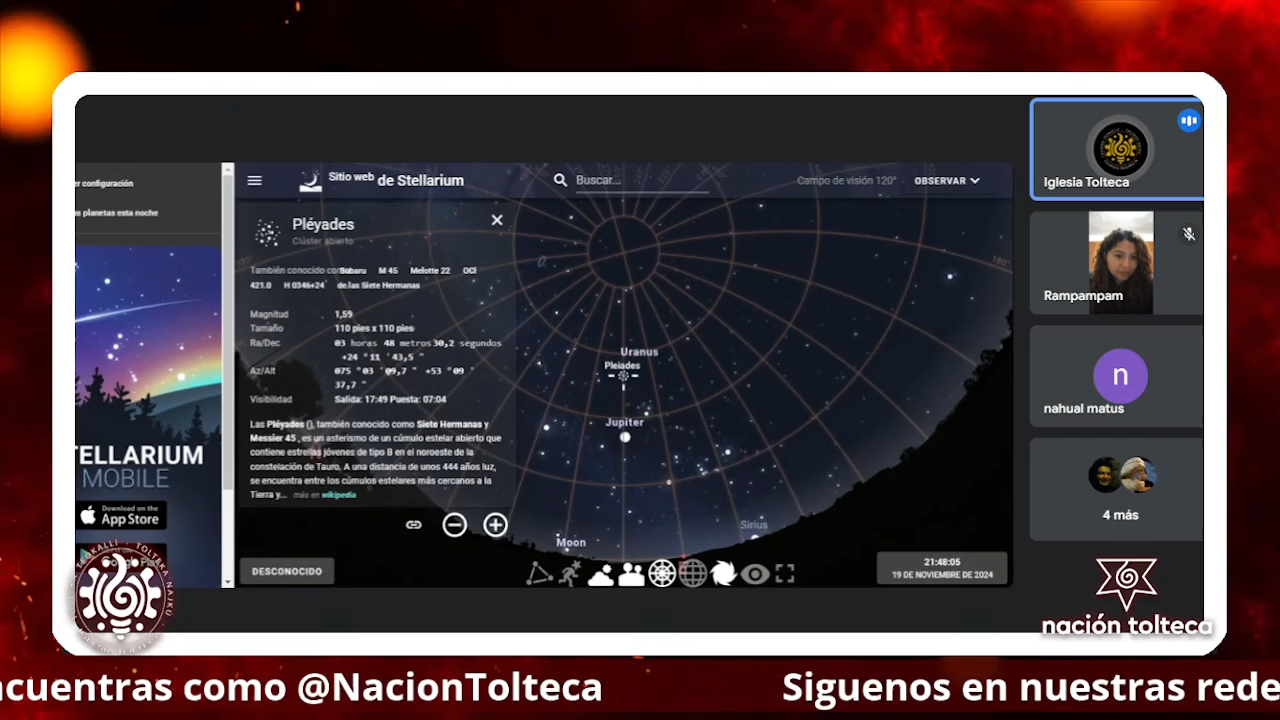 er configuración
s planetas esta noche
TELLARIUM
MOBILE
Download on the
App Store
Sitio web de Stellarium
Buscar...
Campo de visión 120°
OBSERVAR
Pléyades
Clúster abierto
También conocido como Subaru M 45 Melotte 22 OCl
421.0 H 0346+24 de las Siete Hermanas
Magnitud 1,59
Tamaño 110 pies x 110 pies
Ra/Dec 03 horas 48 metros 30,2 segundos
+24 °11 '43,5 "
Az/Alt 075 °03 '09,7 " +53 °09 '
37,7 "
Visibilidad Salida: 17:49 Puesta: 07:04
Las Pléyades (), también conocido como Siete Hermanas y
Messier 45 , es un asterismo de un cúmulo estelar abierto que
contiene estrellas jóvenes de tipo B en el noroeste de la
constelación de Tauro. A una distancia de unos 444 años luz,
se encuentra entre los cúmulos estelares más cercanos a la
Tierra y... más en wikipedia
DESCONOCIDO
0°
180°
Uranus
Pleiades
Jupiter
Sirius
Moon
21:48:05
19 DE NOVIEMBRE DE 2024
Iglesia Tolteca
Rampampam
n
nahual matus
4 más
nación tolteca
ncuentras como @NacionTolteca
Siguenos en nuestras rede